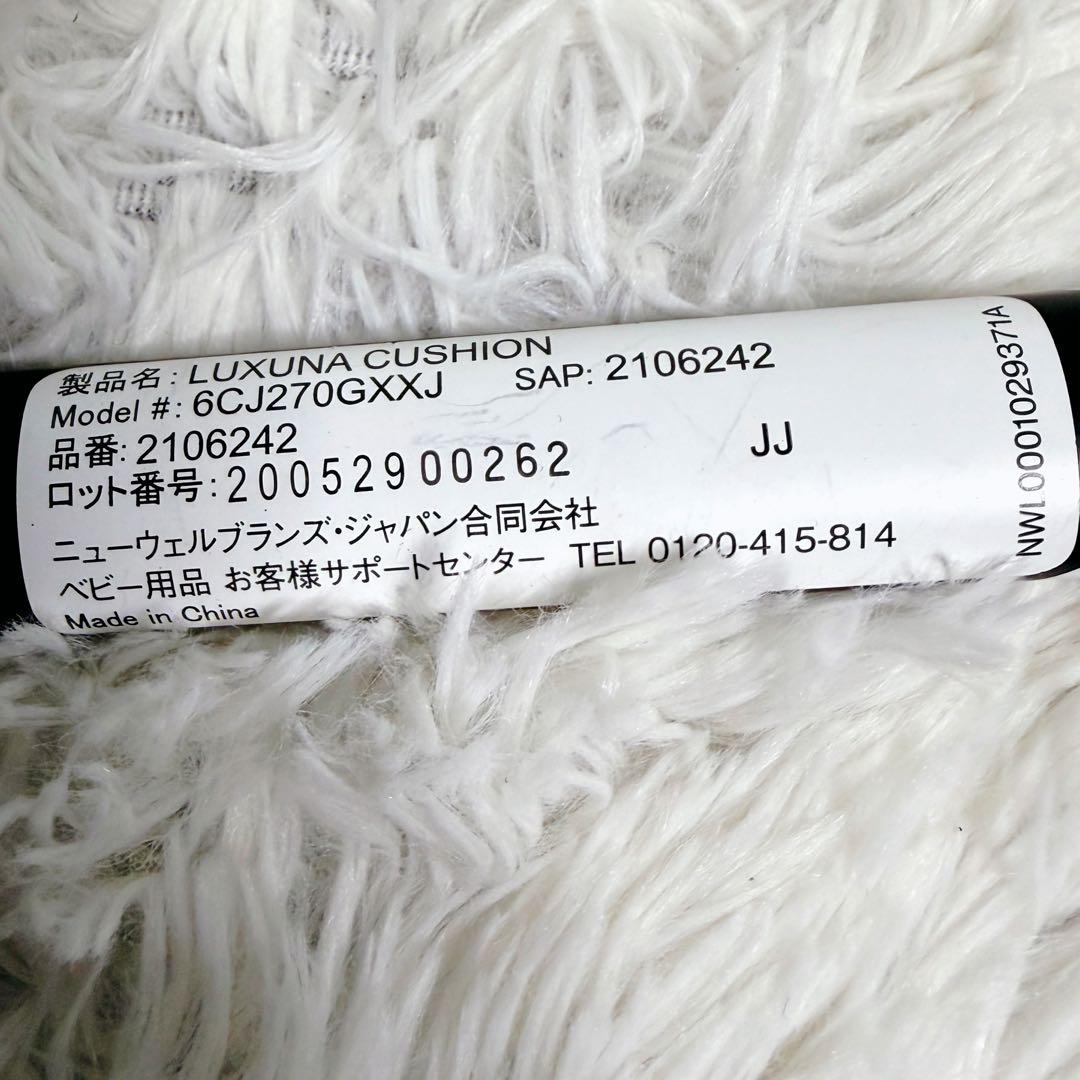 製品名: LUXUNA CUSHION
Model #: 6CJ270GXXJ SAP: 2106242
品番: 2106242
JJ
ロット番号: 20052900262
ニューウェルブランズ・ジャパン合同会社
ベビー用品 お客様サポートセンター TEL 0120-415-814
Made in China
NWL0001029371A